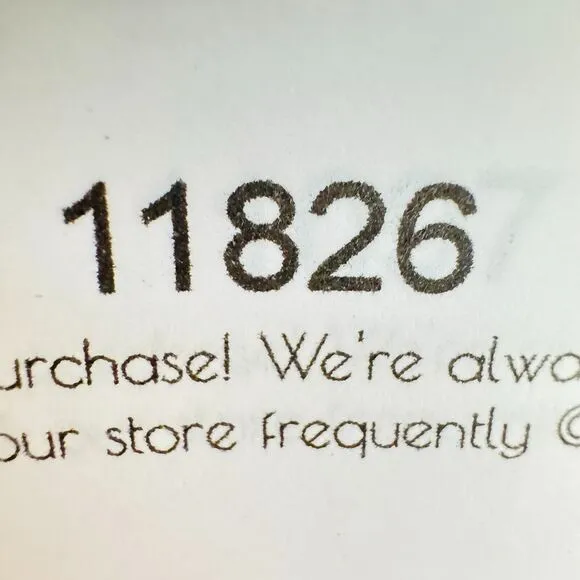 11826
urchase! We're alwa
our store frequently ©